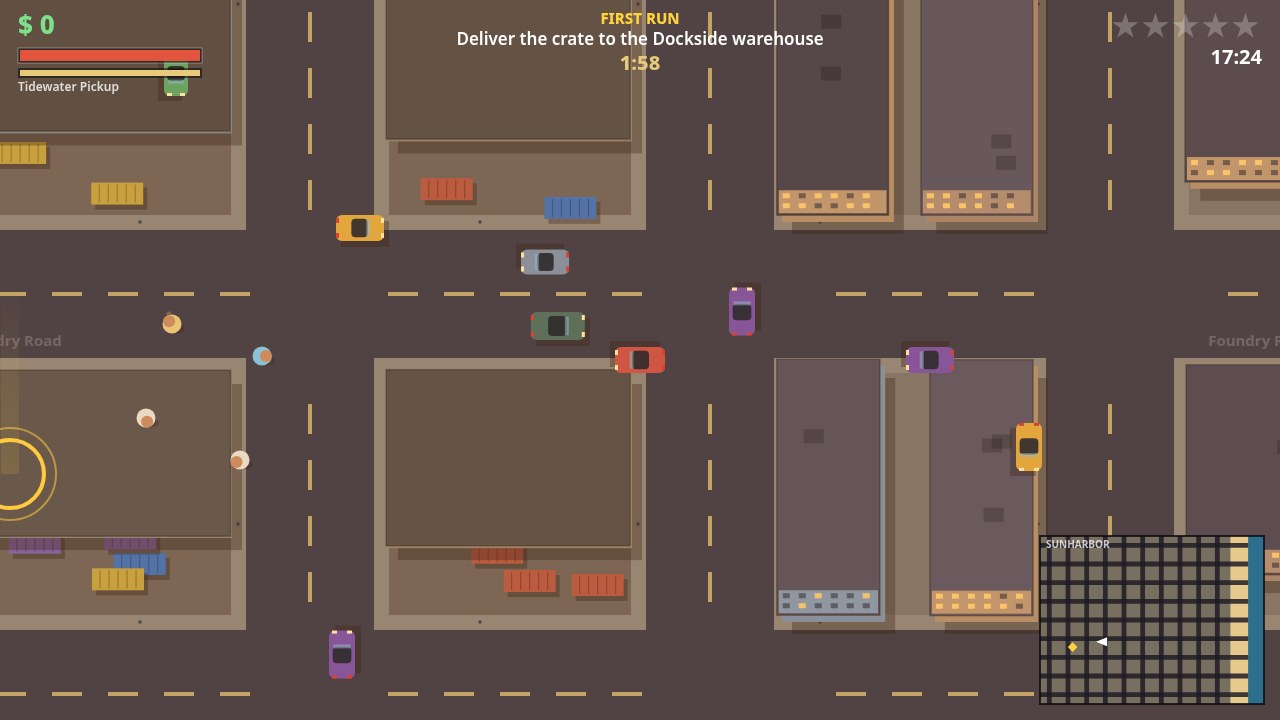 $ 0
FIRST RUN
Deliver the crate to the Dockside warehouse
1:58
17:24
Tidewater Pickup
dry Road
Foundry R
SUNHARBOR